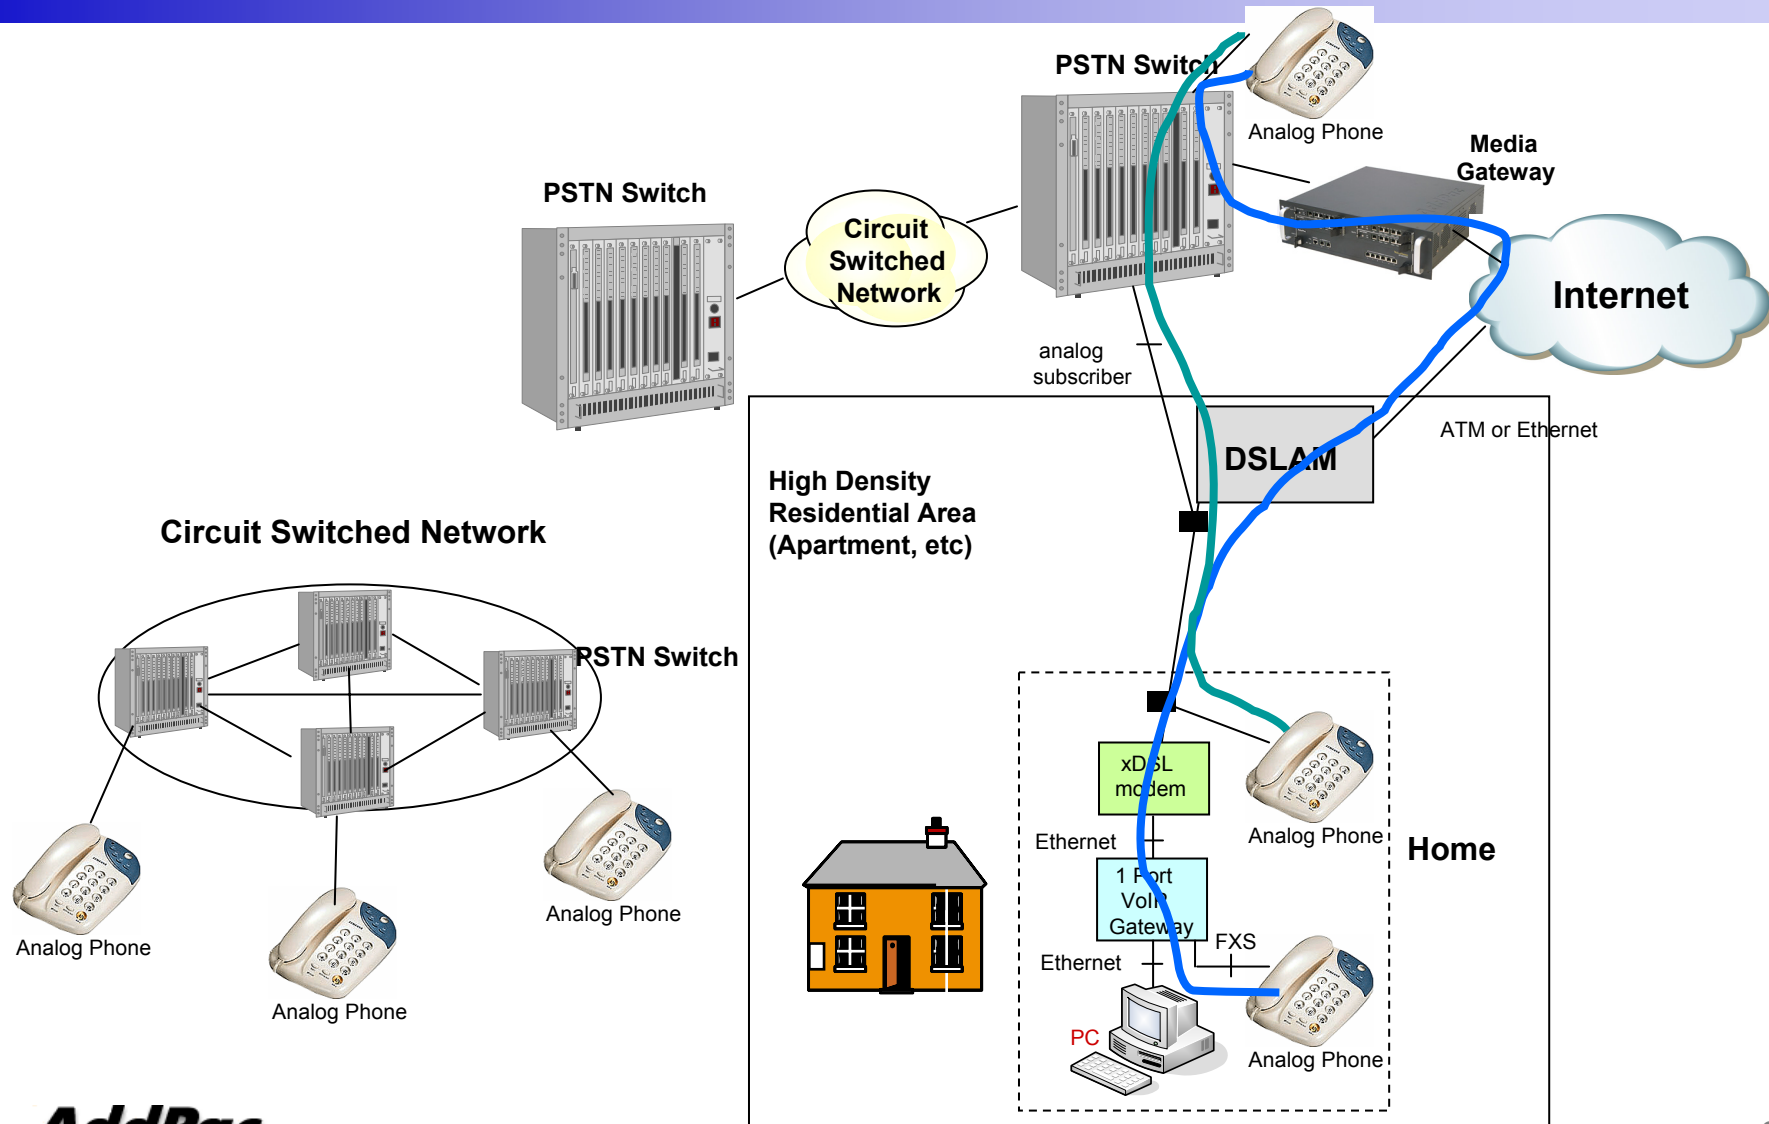 PSTN Switch
Analog Phone
Media
Gateway
PSTN Switch
Circuit
Switched
Network
Internet
analog
subscriber
ATM or Ethernet
DSLAM
High Density
Residential Area
(Apartment, etc)
Circuit Switched Network
PSTN Switch
xDSL
modem
Analog Phone
Ethernet
Home
1 Port
VoIP
Gateway
FXS
Ethernet
Analog Phone
Analog Phone
Analog Phone
PC
Analog Phone
AddPac